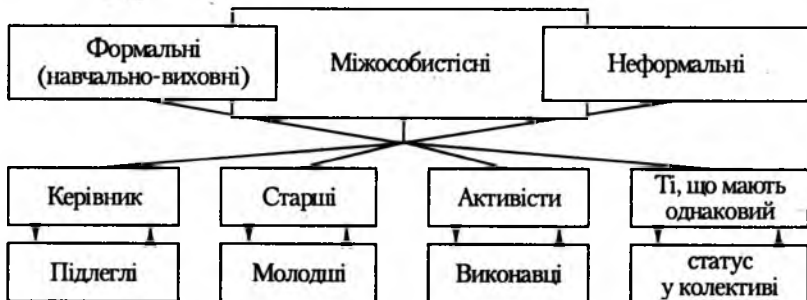 Формальні
(навчально-виховні)
Міжособистісні
Неформальні
Керівник
Старші
Активісти
Ті, що мають
однаковий
Підлеглі
Молодші
Виконавці
статус
у колективі